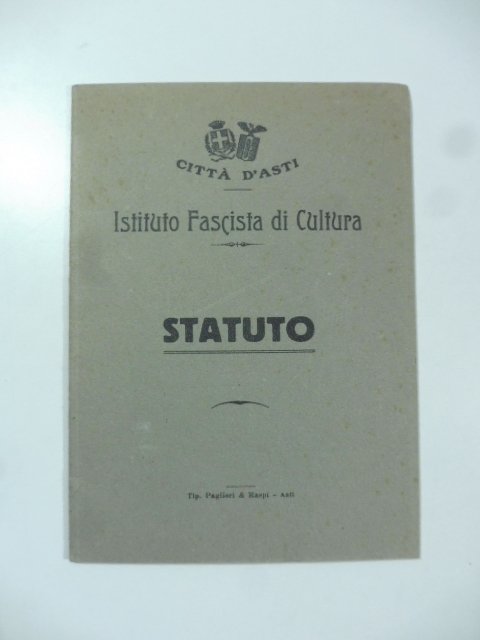 CITTÀ D'ASTI
Istituto Fascista di Cultura
STATUTO
Tip. Paglieri & Raspi - Asti